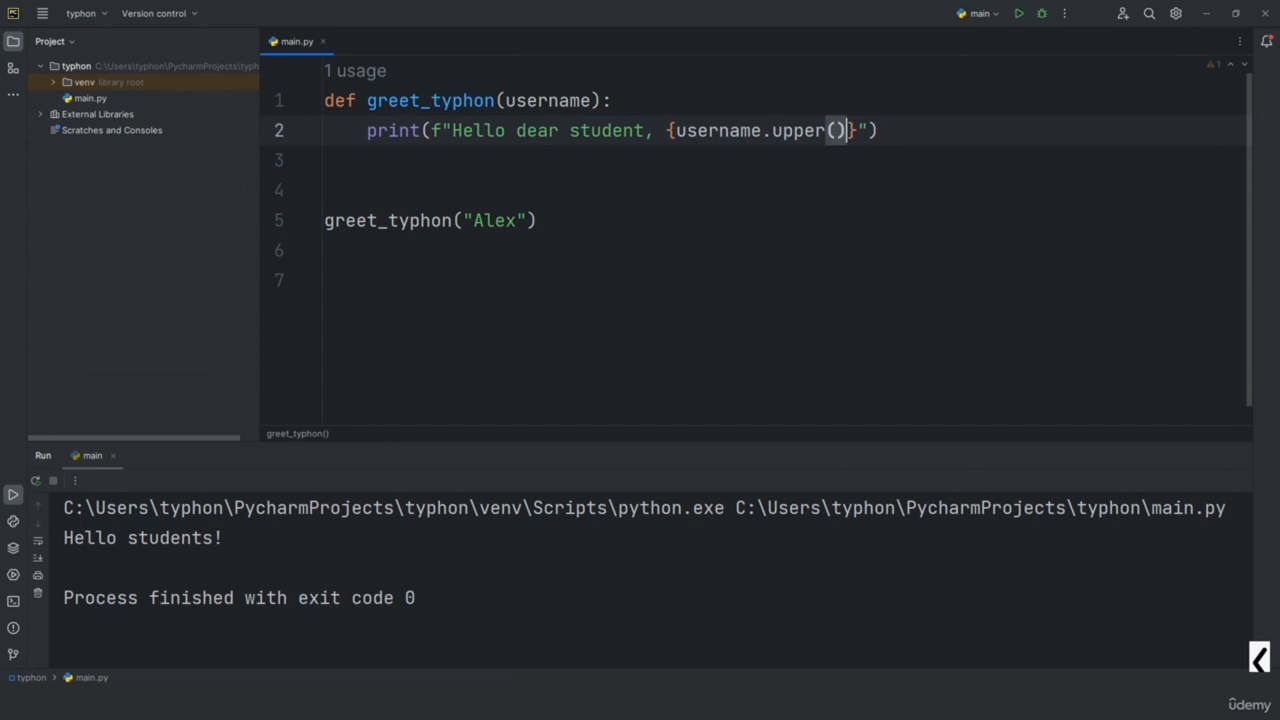 PC
typhon
Version control
main
Project
main.py
typhon C:\Users\typhon\PycharmProjects\typh
venv library root
main.py
External Libraries
Scratches and Consoles
1
1 usage
1 def greet_typhon(username):
2 print(f"Hello dear student, {username.upper()}")
3
4
5 greet_typhon("Alex")
6
7
greet_typhon()
Run
main
C:\Users\typhon\PycharmProjects\typhon\venv\Scripts\python.exe C:\Users\typhon\PycharmProjects\typhon\main.py
Hello students!
Process finished with exit code 0
typhon > main.py
udemy